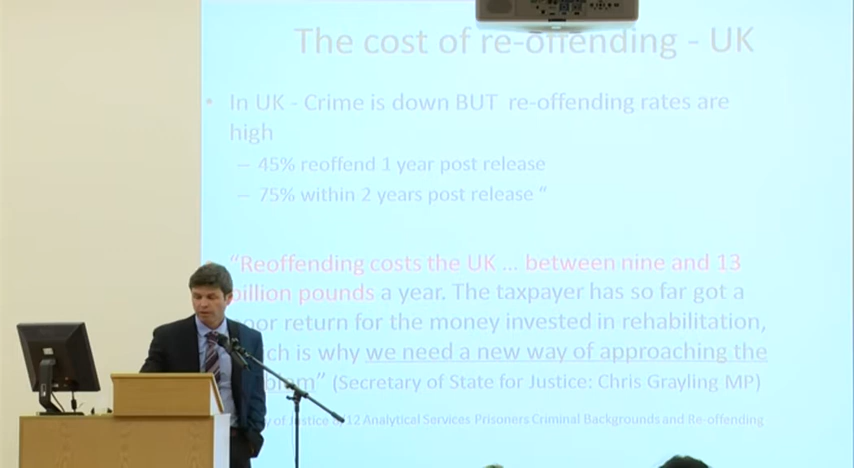 The cost of re-offending - UK
• In UK - Crime is down BUT re-offending rates are
high
– 45% reoffend 1 year post release
– 75% within 2 years post release “
“Reoffending costs the UK ... between nine and 13
billion pounds a year. The taxpayer has so far got a
poor return for the money invested in rehabilitation,
which is why we need a new way of approaching the
” (Secretary of State for Justice: Chris Grayling MP)
of Justice 12 Analytical Services Prisoners Criminal Backgrounds and Re-offending